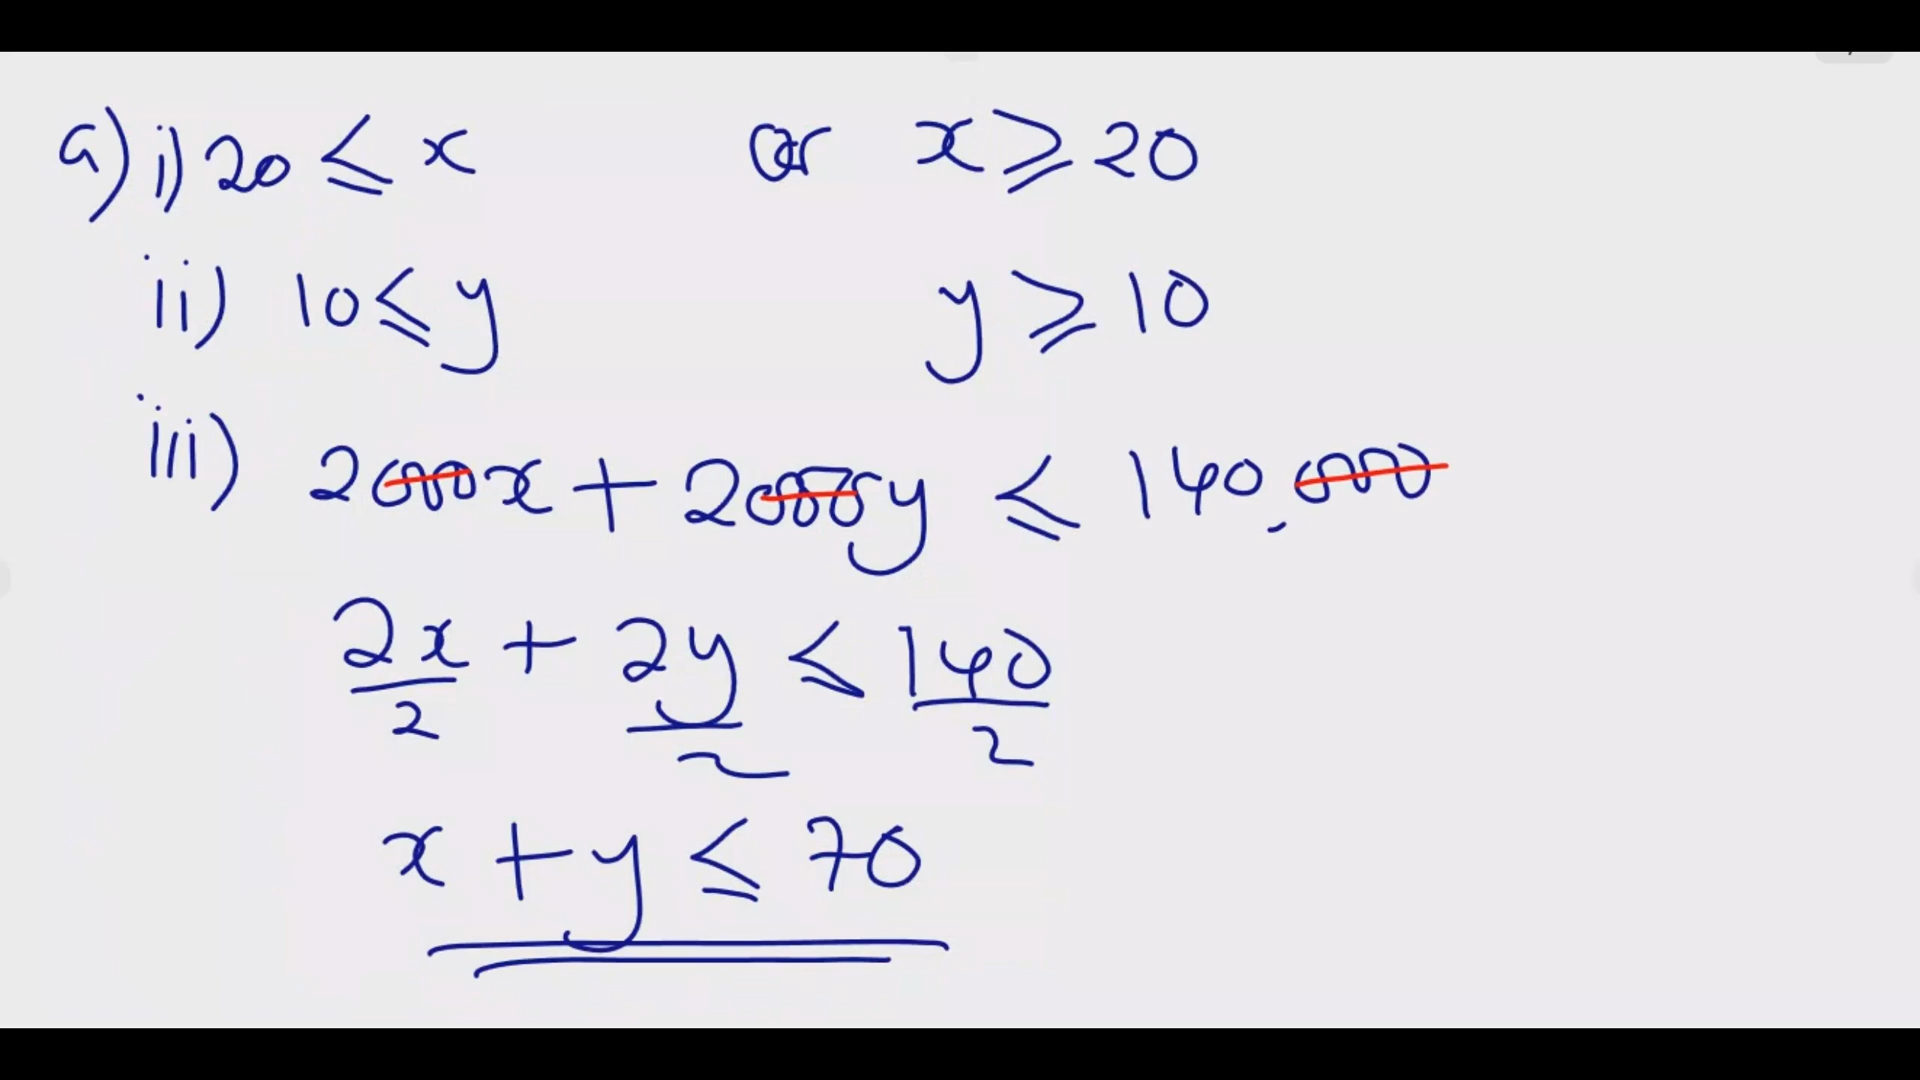 a) i) 20 ≤ x or x ≥ 20
ii) 10 ≤ y y ≥ 10
iii) 2000x + 2000y ≤ 140,000
2x/2 + 2y/2 ≤ 140/2
x + y ≤ 70